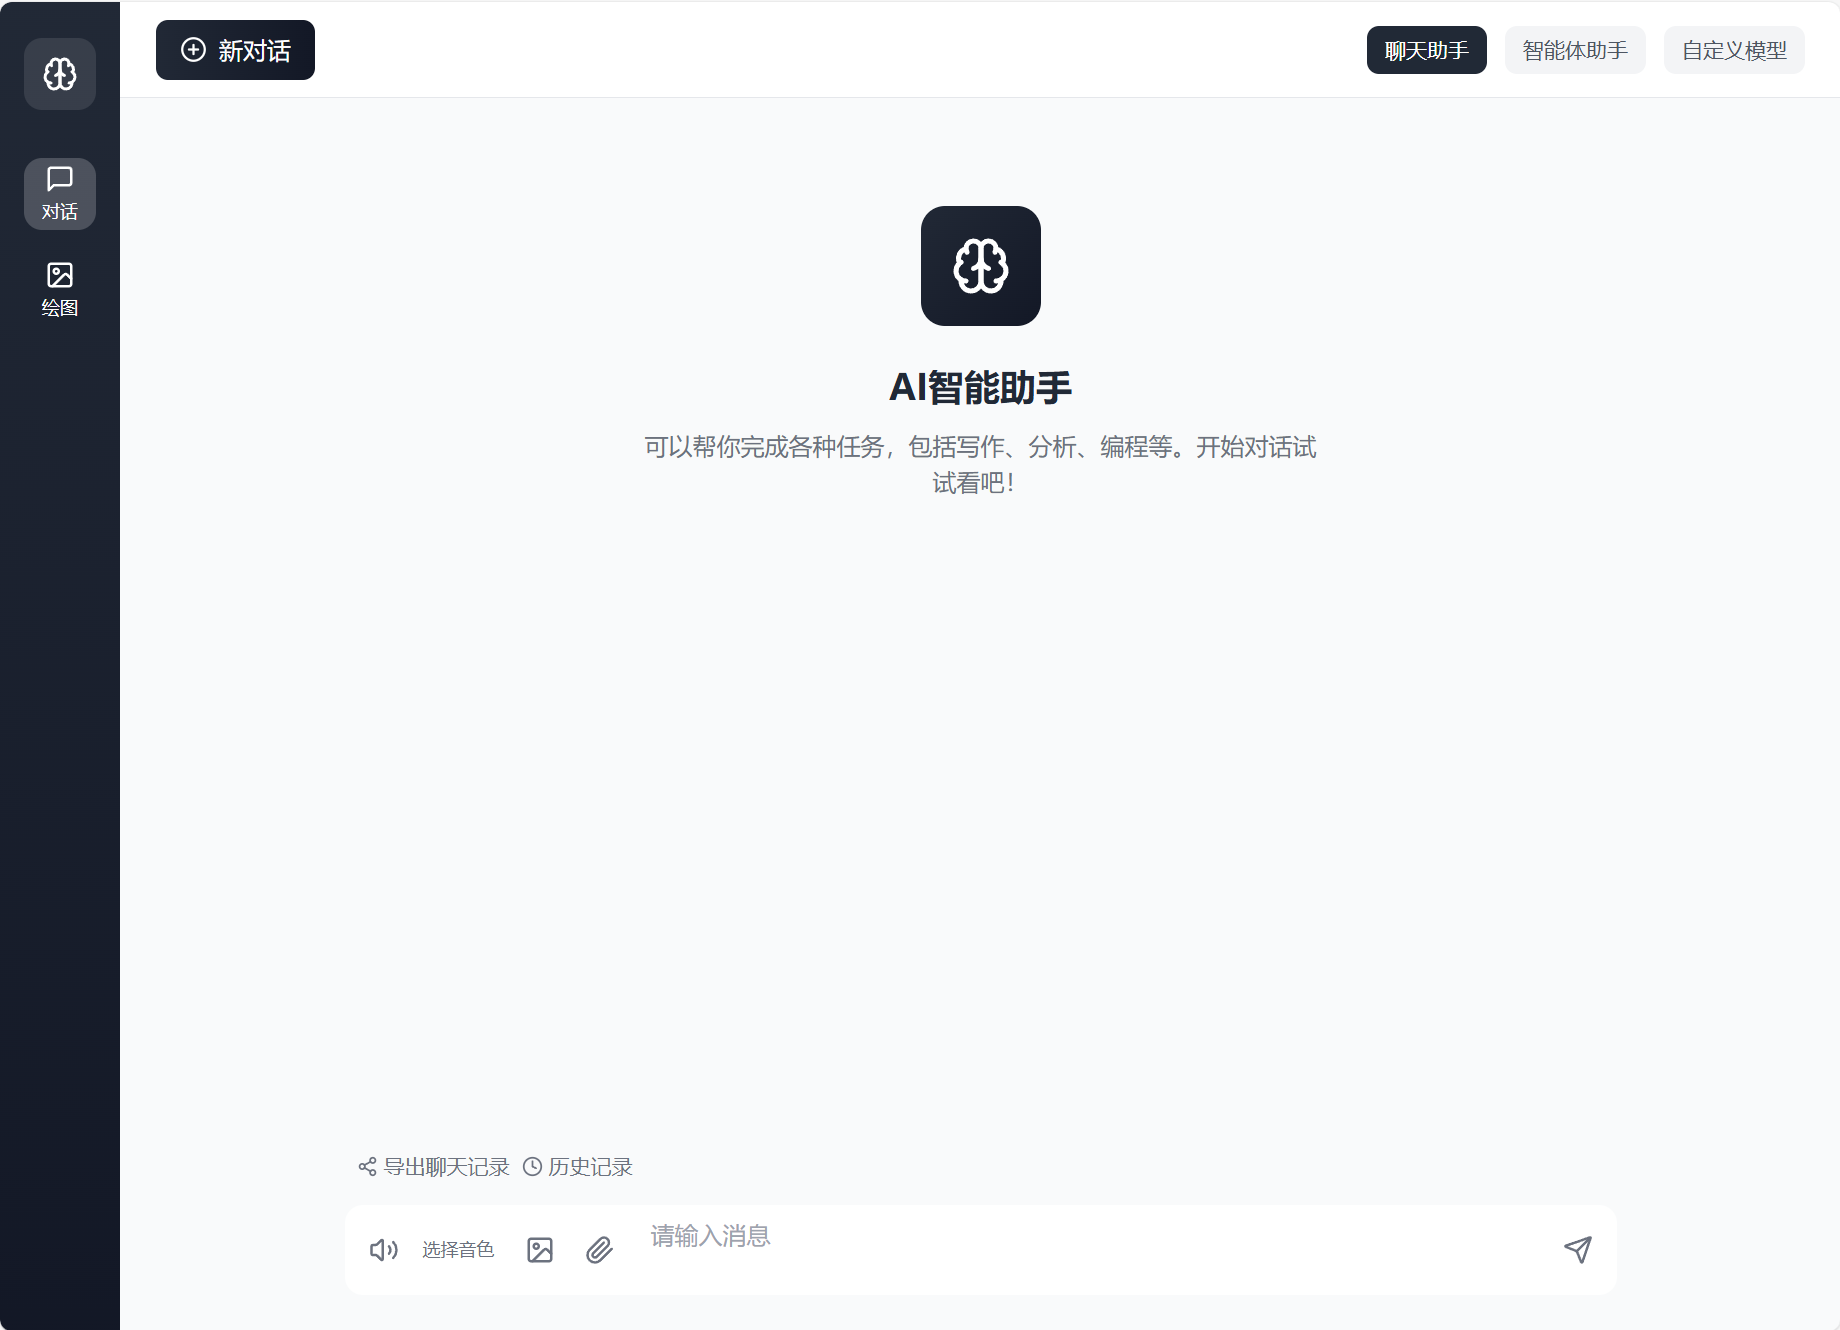 新对话
聊天助手
智能体助手
自定义模型
对话
绘图
AI智能助手
可以帮你完成各种任务，包括写作、分析、编程等。开始对话试
试看吧！
导出聊天记录 历史记录
选择音色
请输入消息